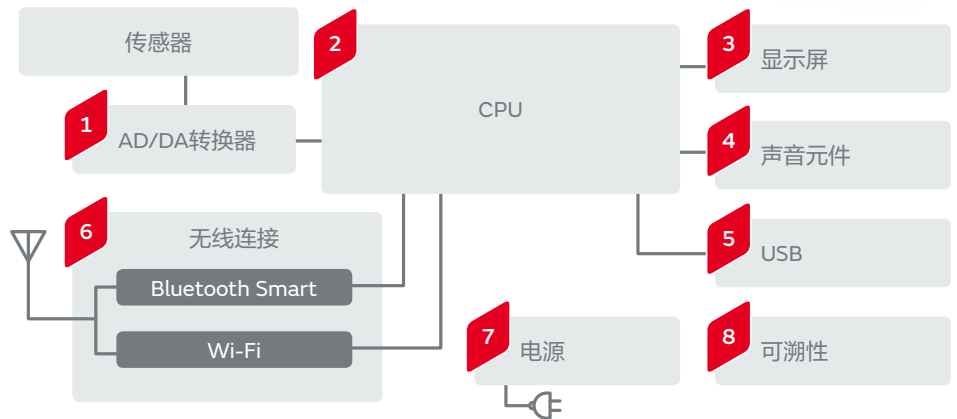 传感器
1
AD/DA转换器
2
CPU
3
显示屏
4
声音元件
5
USB
6
无线连接
Bluetooth Smart
Wi-Fi
7
电源
8
可溯性